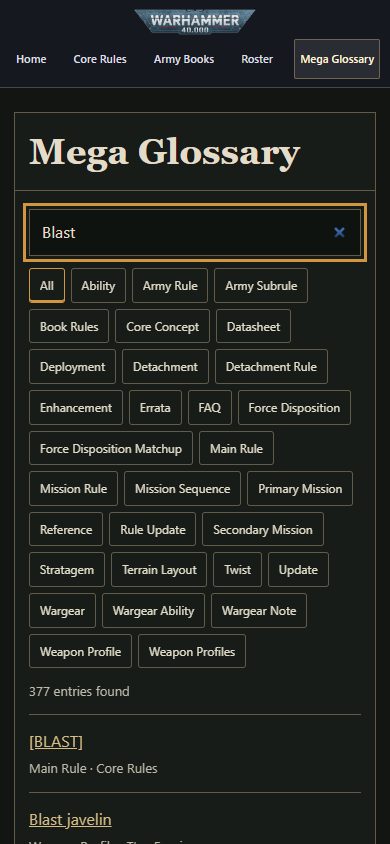 WARHAMMER
40,000
Home Core Rules Army Books Roster Mega Glossary
Mega Glossary
Blast
All Ability Army Rule Army Subrule
Book Rules Core Concept Datasheet
Deployment Detachment Detachment Rule
Enhancement Errata FAQ Force Disposition
Force Disposition Matchup Main Rule
Mission Rule Mission Sequence Primary Mission
Reference Rule Update Secondary Mission
Stratagem Terrain Layout Twist Update
Wargear Wargear Ability Wargear Note
Weapon Profile Weapon Profiles
377 entries found
[BLAST]
Main Rule · Core Rules
Blast javelin